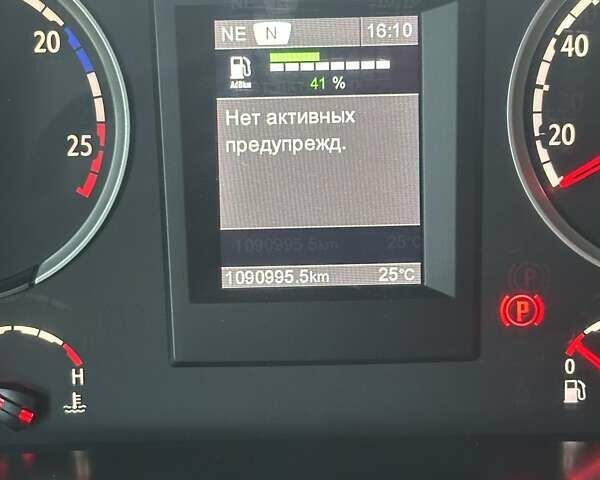 NE N 16:10
AdBlue
41 %
Нет активных
предупрежд.
1090995.5km 25°C
1090995.5km 25°C
20
25
40
20
H
P
P
0